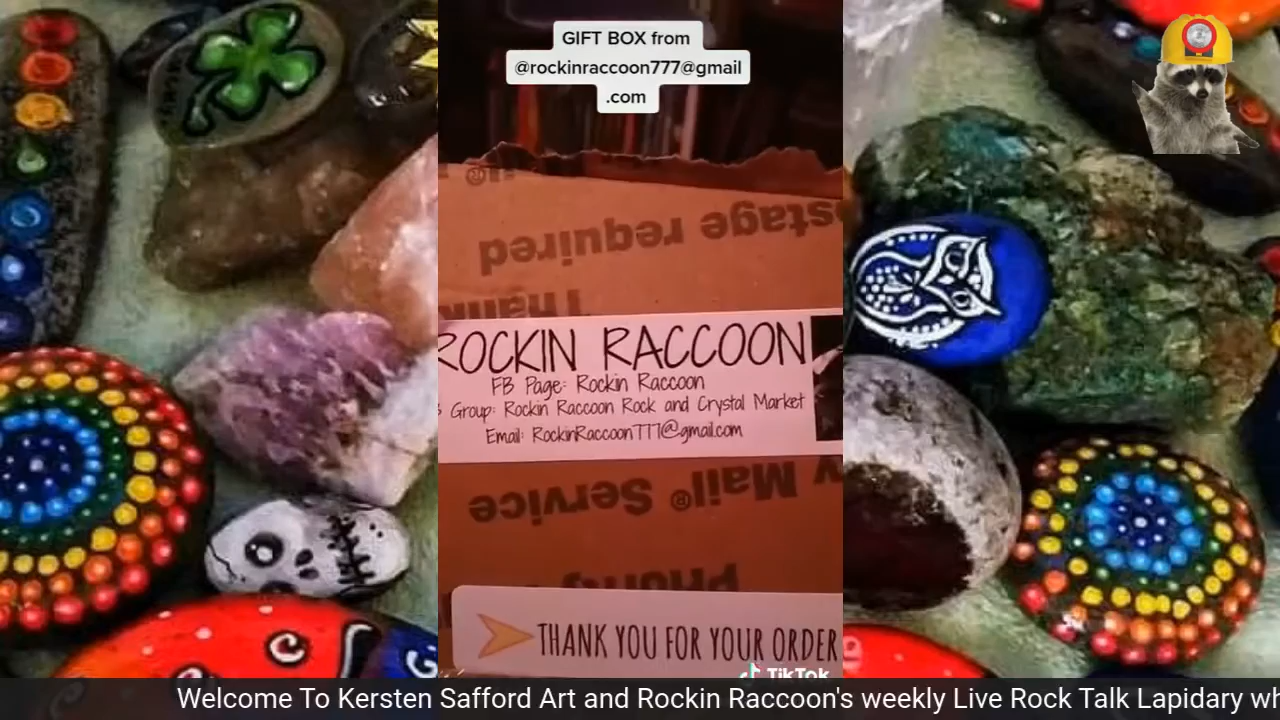 GIFT BOX from
@rockinraccoon777@gmail
.com
stage required
Thank
ROCKIN RACCOON
FB Page: Rockin Raccoon
Group: Rockin Raccoon Rock and Crystal Market
Email: RockinRaccoon777@gmail.com
y Mail® Service
Priority
THANK YOU FOR YOUR ORDER
TikTok
Welcome To Kersten Safford Art and Rockin Raccoon's weekly Live Rock Talk Lapidary wh